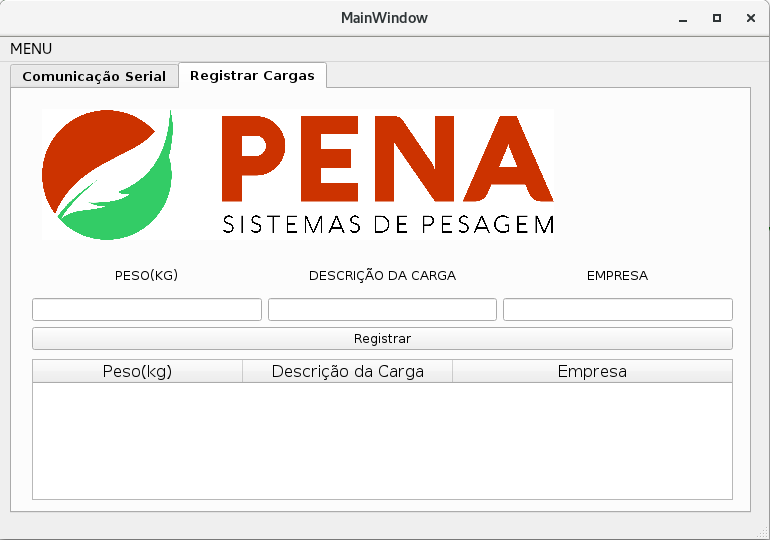 MainWindow
MENU
Comunicação Serial
Registrar Cargas
PENA
SISTEMAS DE PESAGEM
PESO(KG)
DESCRIÇÃO DA CARGA
EMPRESA
Registrar
Peso(kg)
Descrição da Carga
Empresa